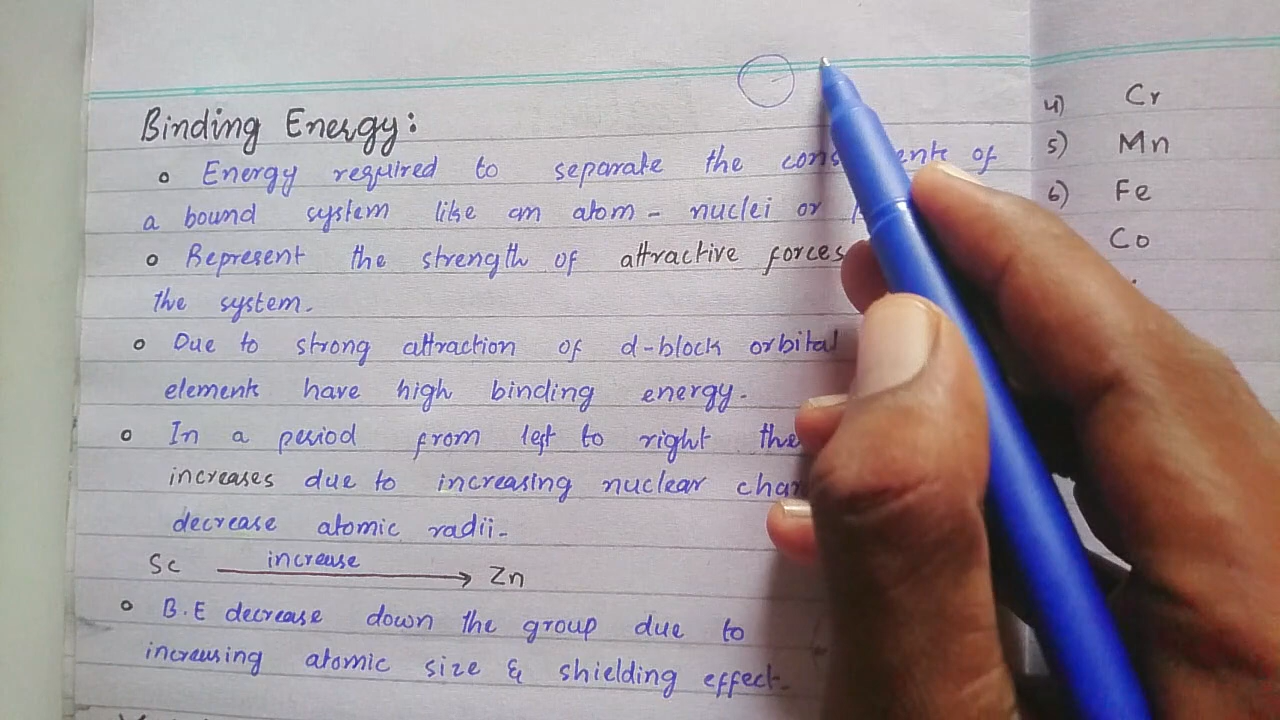 Binding Energy:
Energy required to separate the of
a bound system like an atom - nuclei or
Represent the strength of attractive forces
the system.
Due to strong attraction of d-block orbital
elements have high binding energy.
In a period from left to right the
increases due to increasing nuclear
decrease atomic radii.
Sc increase Zn
B.E decrease down the group due to
increasing atomic size & shielding effect.
4) Cr
5) Mn
6) Fe
Co